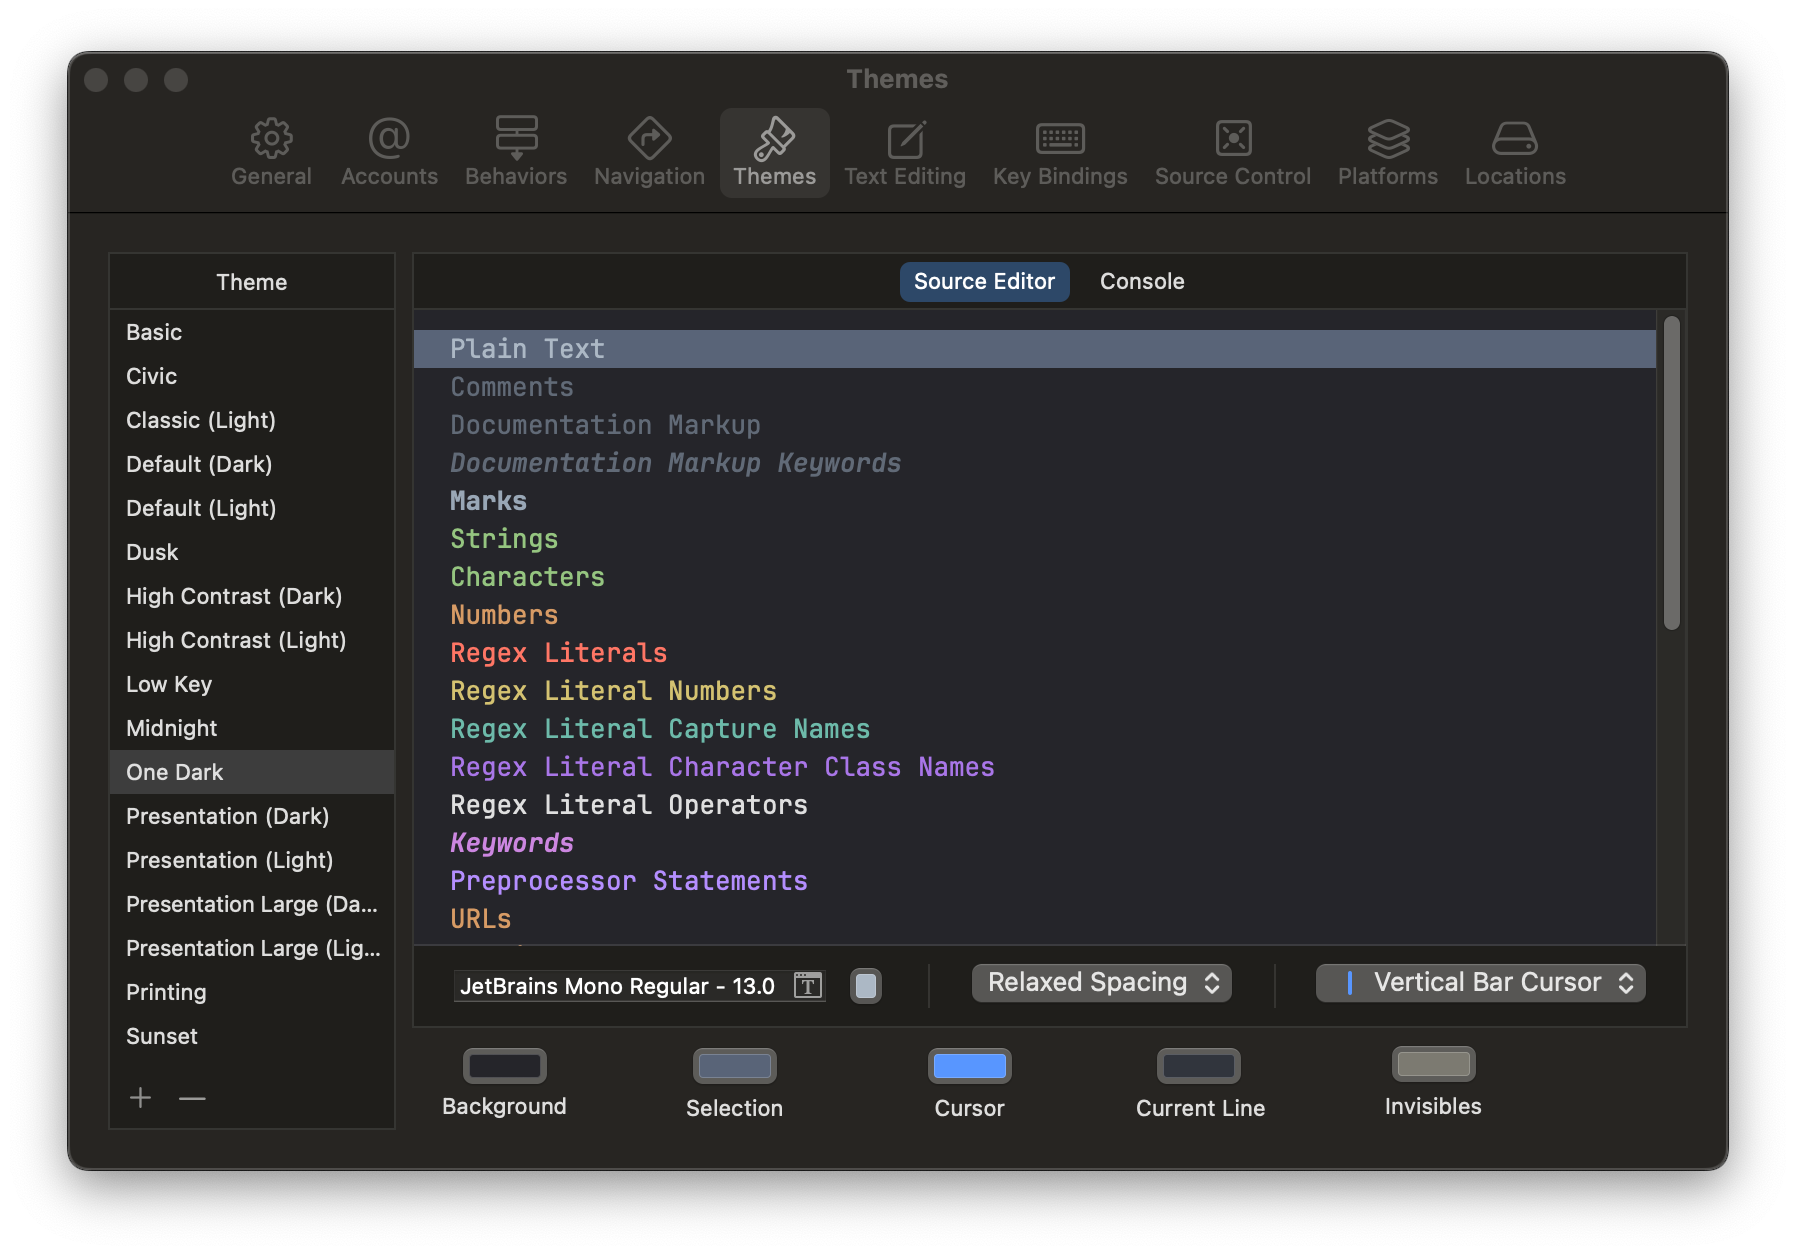 Themes
General
Accounts
Behaviors
Navigation
Themes
Text Editing
Key Bindings
Source Control
Platforms
Locations
Theme
Basic
Civic
Classic (Light)
Default (Dark)
Default (Light)
Dusk
High Contrast (Dark)
High Contrast (Light)
Low Key
Midnight
One Dark
Presentation (Dark)
Presentation (Light)
Presentation Large (Da...
Presentation Large (Lig...
Printing
Sunset
Source Editor
Console
Plain Text
Comments
Documentation Markup
Documentation Markup Keywords
Marks
Strings
Characters
Numbers
Regex Literals
Regex Literal Numbers
Regex Literal Capture Names
Regex Literal Character Class Names
Regex Literal Operators
Keywords
Preprocessor Statements
URLs
JetBrains Mono Regular - 13.0
Relaxed Spacing
Vertical Bar Cursor
Background
Selection
Cursor
Current Line
Invisibles